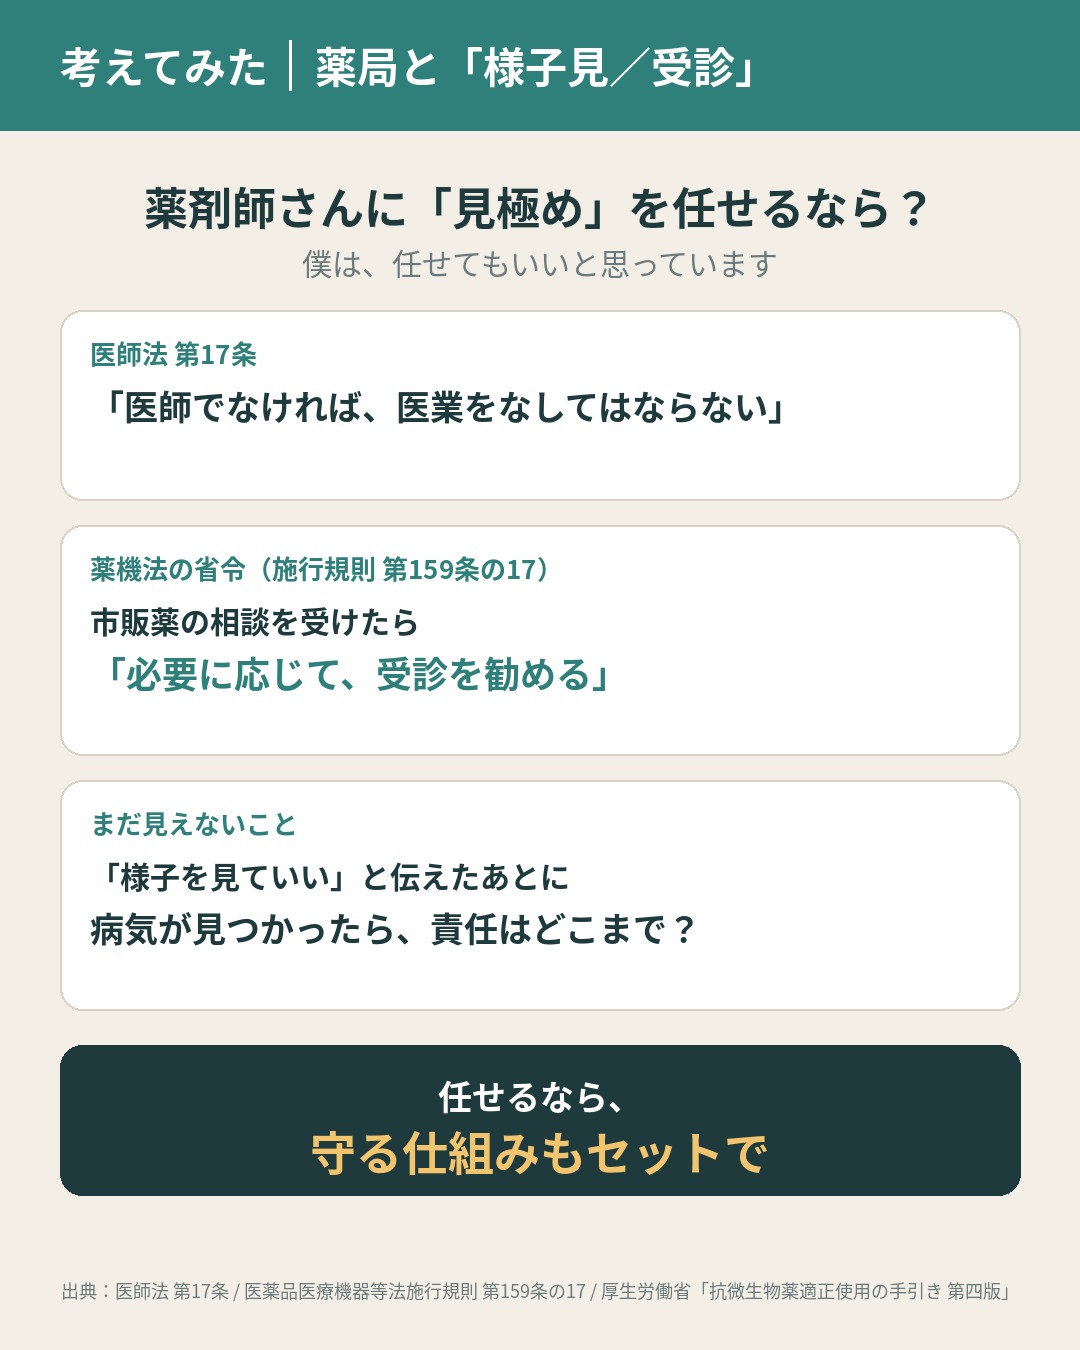 考えてみた｜薬局と「様子見／受診」
薬剤師さんに「見極め」を任せるなら？
僕は、任せてもいいと思っています
医師法 第17条
「医師でなければ、医業をなしてはならない」
薬機法の省令（施行規則 第159条の17）
市販薬の相談を受けたら
「必要に応じて、受診を勧める」
まだ見えないこと
「様子を見ていい」と伝えたあとに
病気が見つかったら、責任はどこまで？
任せるなら、
守る仕組みもセットで
出典：医師法 第17条 / 医薬品医療機器等法施行規則 第159条の17 / 厚生労働省「抗微生物薬適正使用の手引き 第四版」